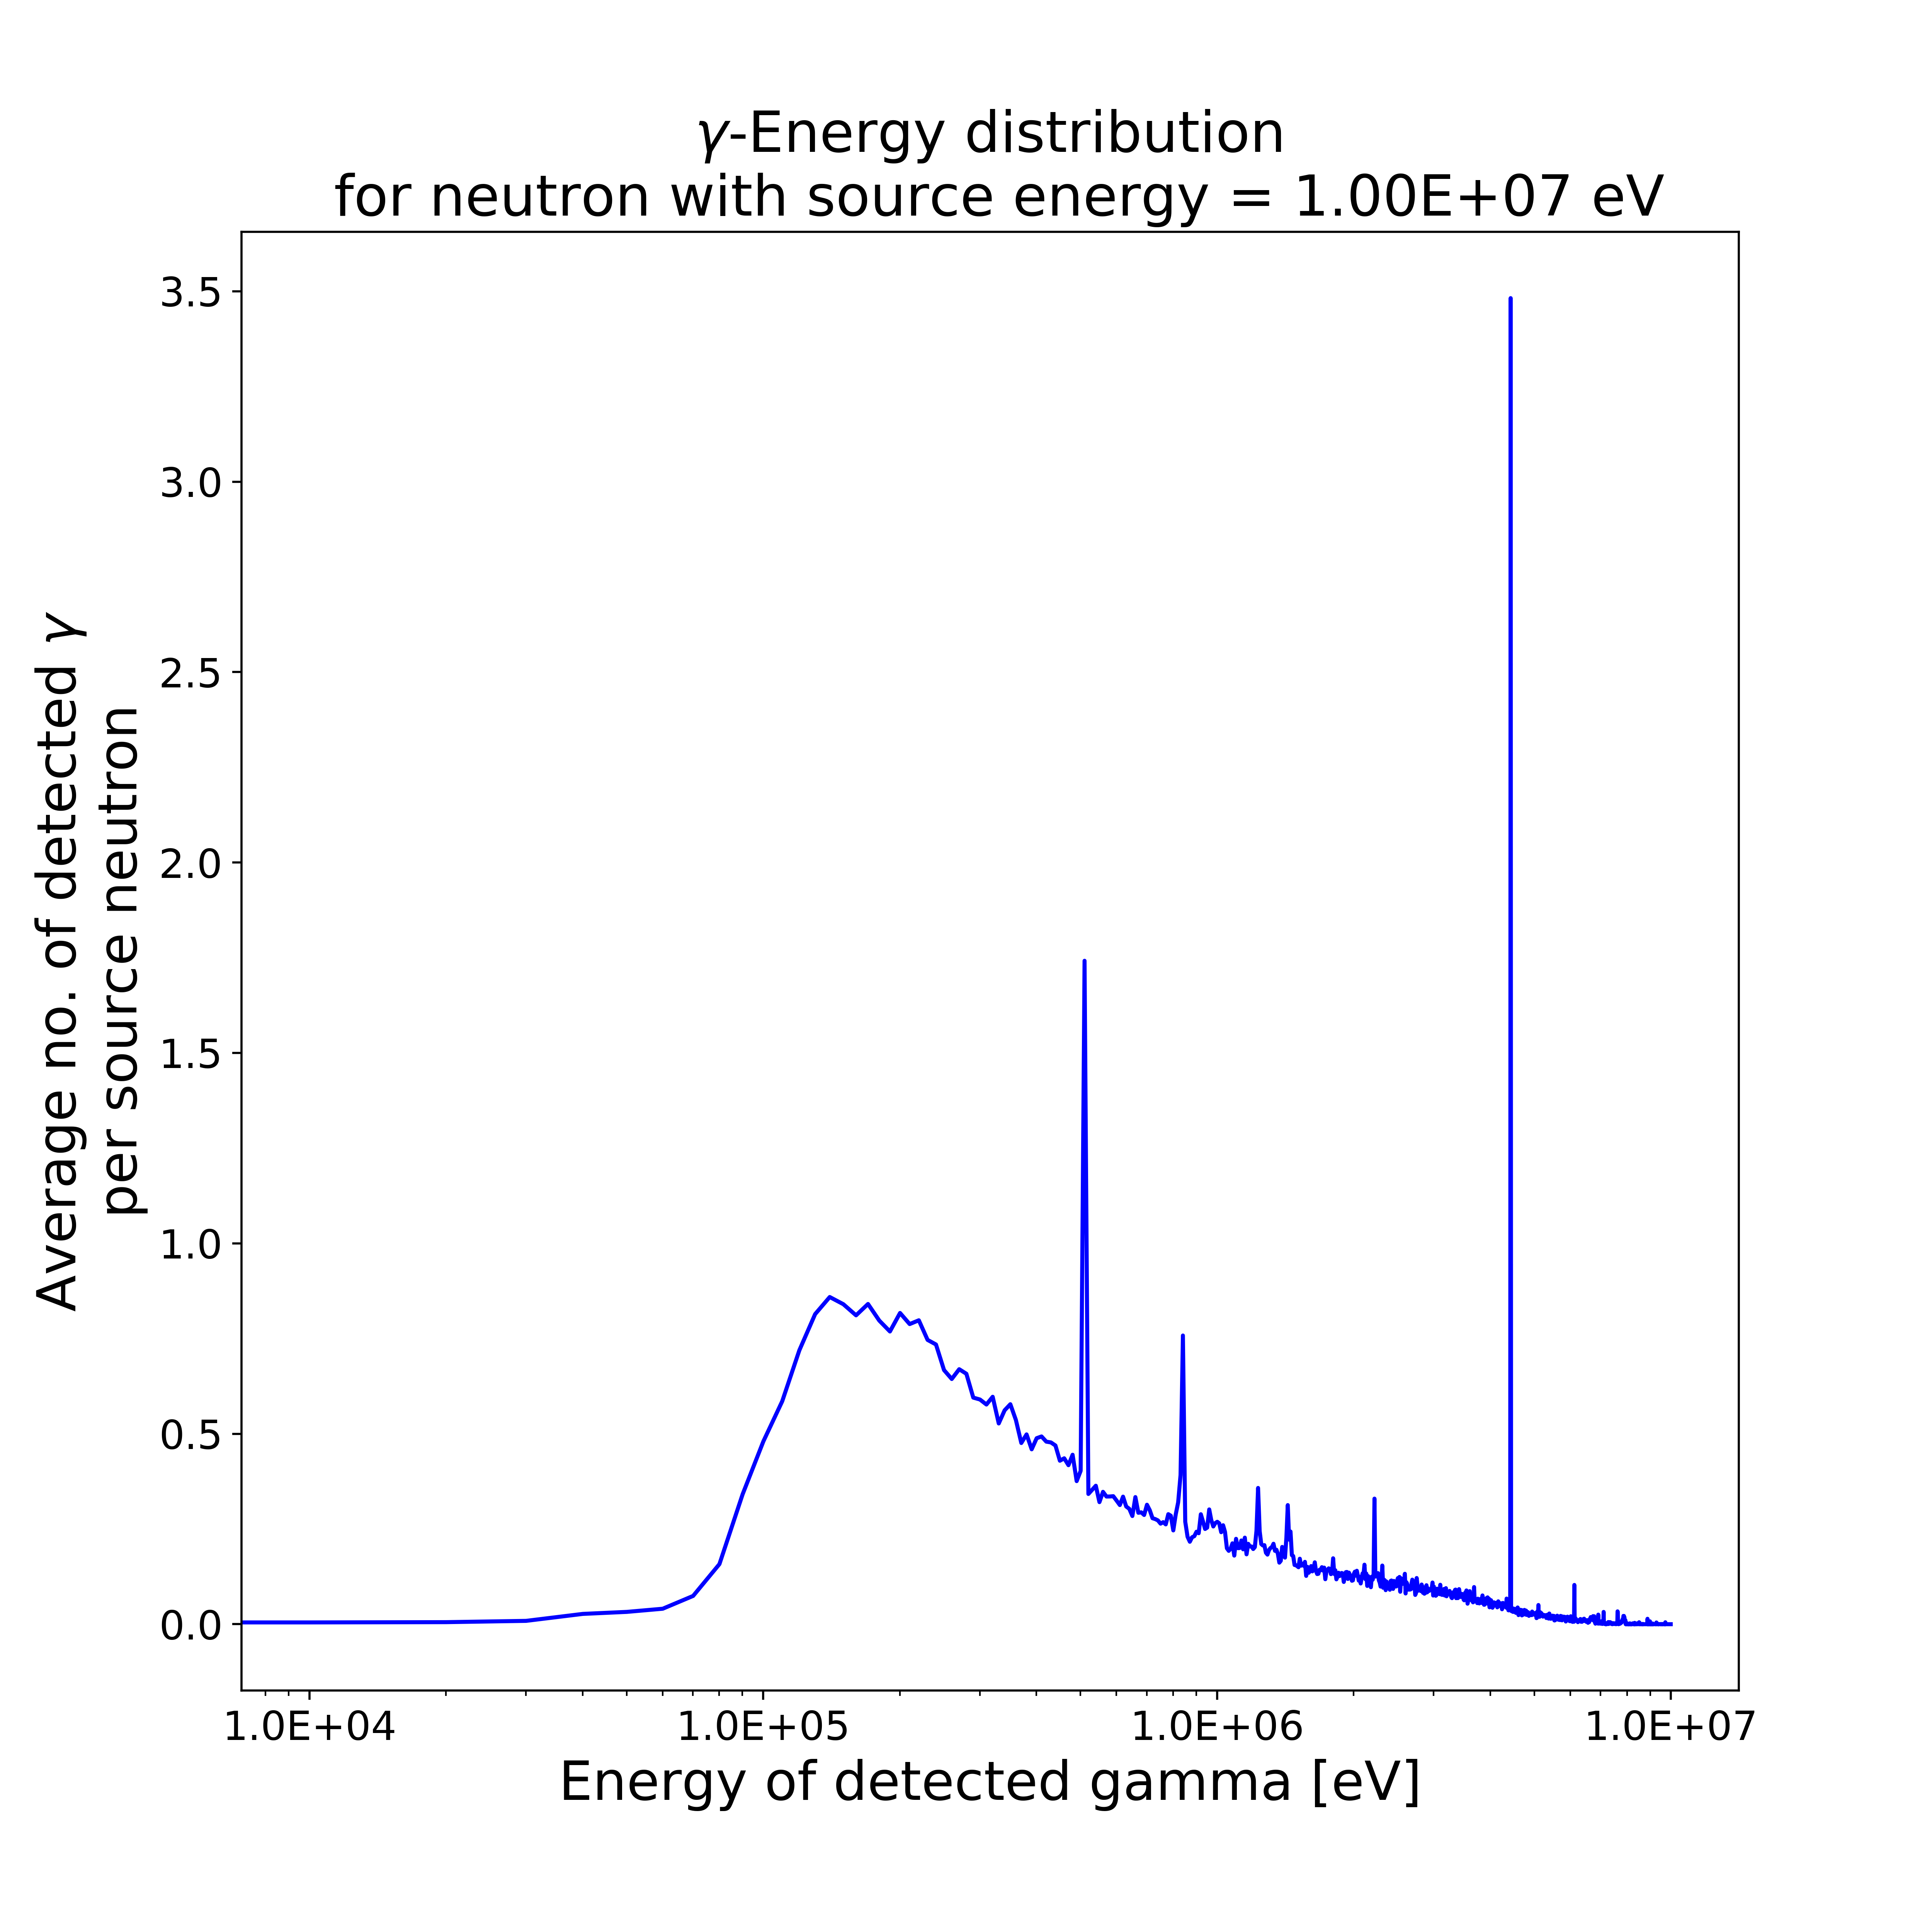 γ-Energy distribution
for neutron with source energy = 1.00E+07 eV
Average no. of detected γ
per source neutron
3.5
3.0
2.5
2.0
1.5
1.0
0.5
0.0
1.0E+04 1.0E+05 1.0E+06 1.0E+07
Energy of detected gamma [eV]